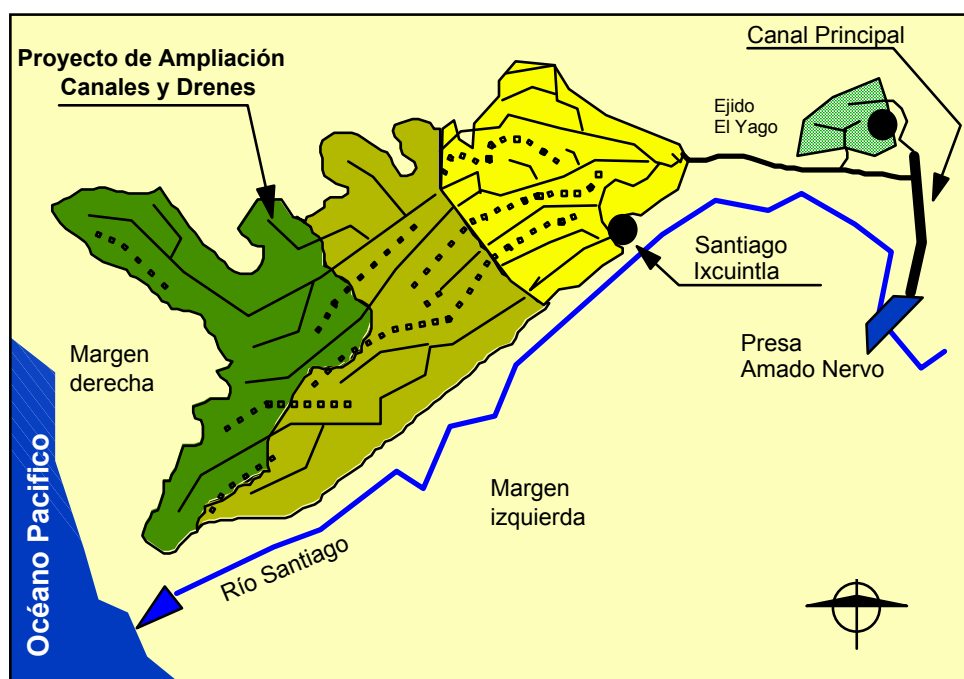 Proyecto de Ampliación
Canales y Drenes
Canal Principal
Ejido
El Yago
Santiago
Ixcuintla
Presa
Amado Nervo
Margen
derecha
Margen
izquierda
Río Santiago
Océano Pacifico